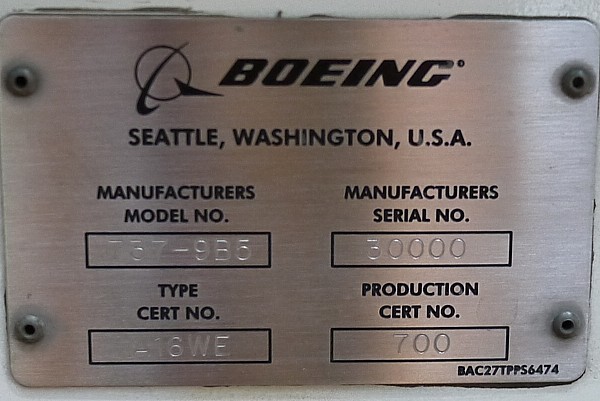 BOEING®
SEATTLE, WASHINGTON, U.S.A.
MANUFACTURERS MODEL NO.
737-9B5
MANUFACTURERS SERIAL NO.
30000
TYPE CERT NO.
16WE
PRODUCTION CERT NO.
700
BAC27TPPS6474